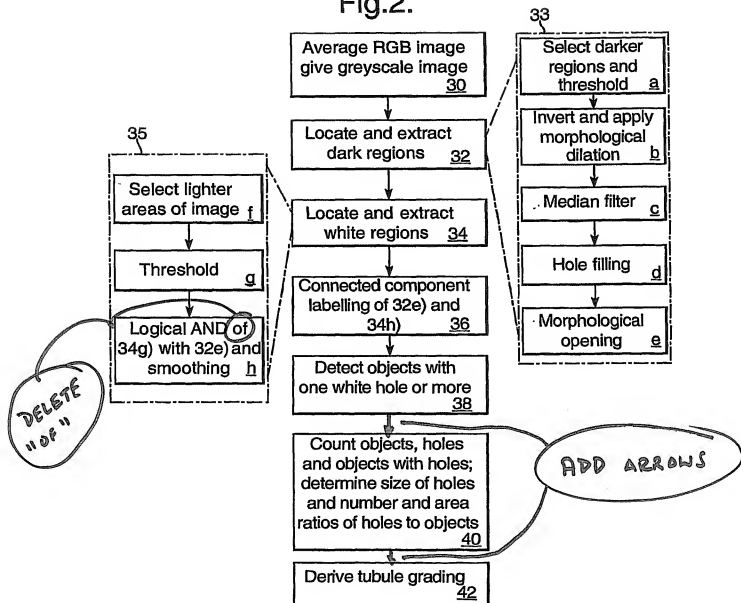 Fig.2.
Average RGB image
give greyscale image
30
Locate and extract
dark regions
32
Locate and extract
white regions
34
Connected component
labelling of 32e) and
34h)
36
Detect objects with
one white hole or more
38
Count objects, holes
and objects with holes;
determine size of holes
and number and area
ratios of holes to objects
40
Derive tubule grading
42
33
Select darker
regions and
threshold
a
Invert and apply
morphological
dilation
b
Median filter
c
Hole filling
d
Morphological
opening
e
35
Select lighter
areas of image
f
Threshold
g
Logical AND of
34g) with 32e) and
smoothing
h
DELETE
"OF"
ADD ARROWS